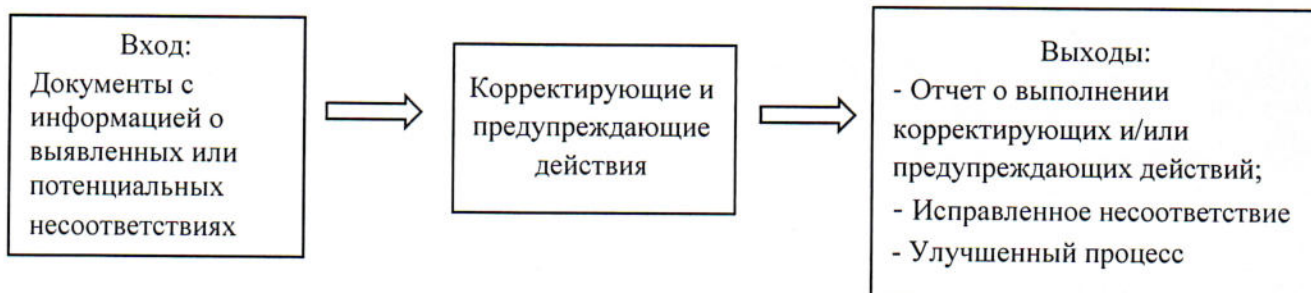 Вход:
Документы с
информацией о
выявленных или
потенциальных
несоответствиях
Корректирующие и
предупреждающие
действия
Выходы:
- Отчет о выполнении
корректирующих и/или
предупреждающих действий;
- Исправленное несоответствие
- Улучшенный процесс